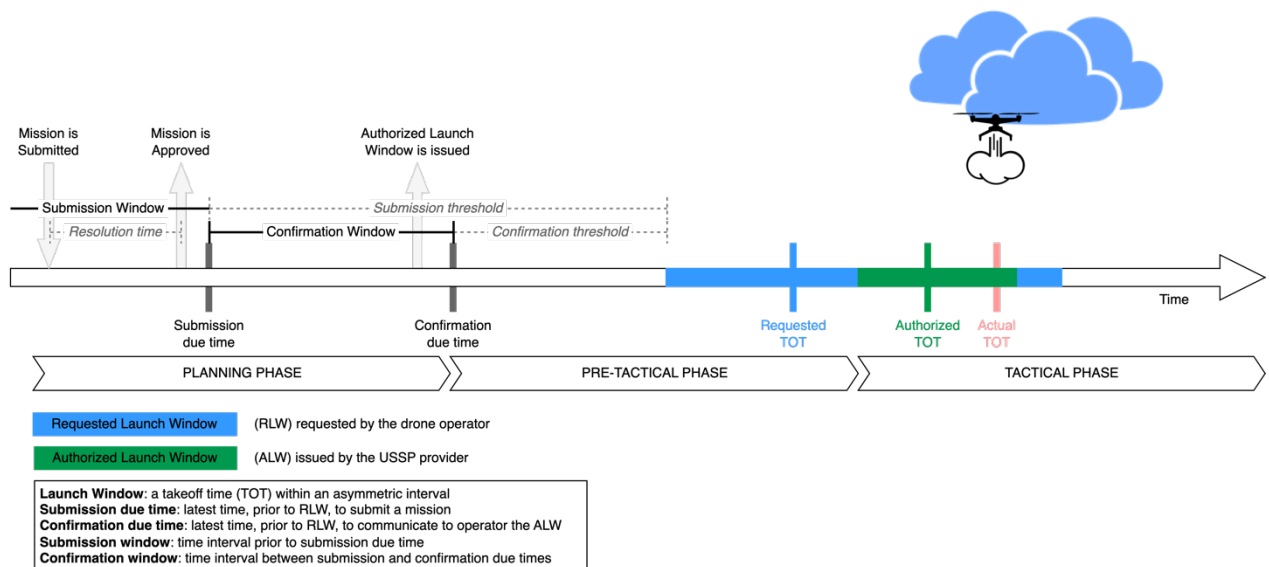 Mission is
Submitted
Mission is
Approved
Authorized Launch
Window is issued
Submission Window
Submission threshold
Resolution time
Confirmation Window
Confirmation threshold
Time
Submission
due time
Confirmation
due time
Requested
TOT
Authorized
TOT
Actual
TOT
PLANNING PHASE
PRE-TACTICAL PHASE
TACTICAL PHASE
Requested Launch Window
(RLW) requested by the drone operator
Authorized Launch Window
(ALW) issued by the USSP provider
Launch Window: a takeoff time (TOT) within an asymmetric interval
Submission due time: latest time, prior to RLW, to submit a mission
Confirmation due time: latest time, prior to RLW, to communicate to operator the ALW
Submission window: time interval prior to submission due time
Confirmation window: time interval between submission and confirmation due times